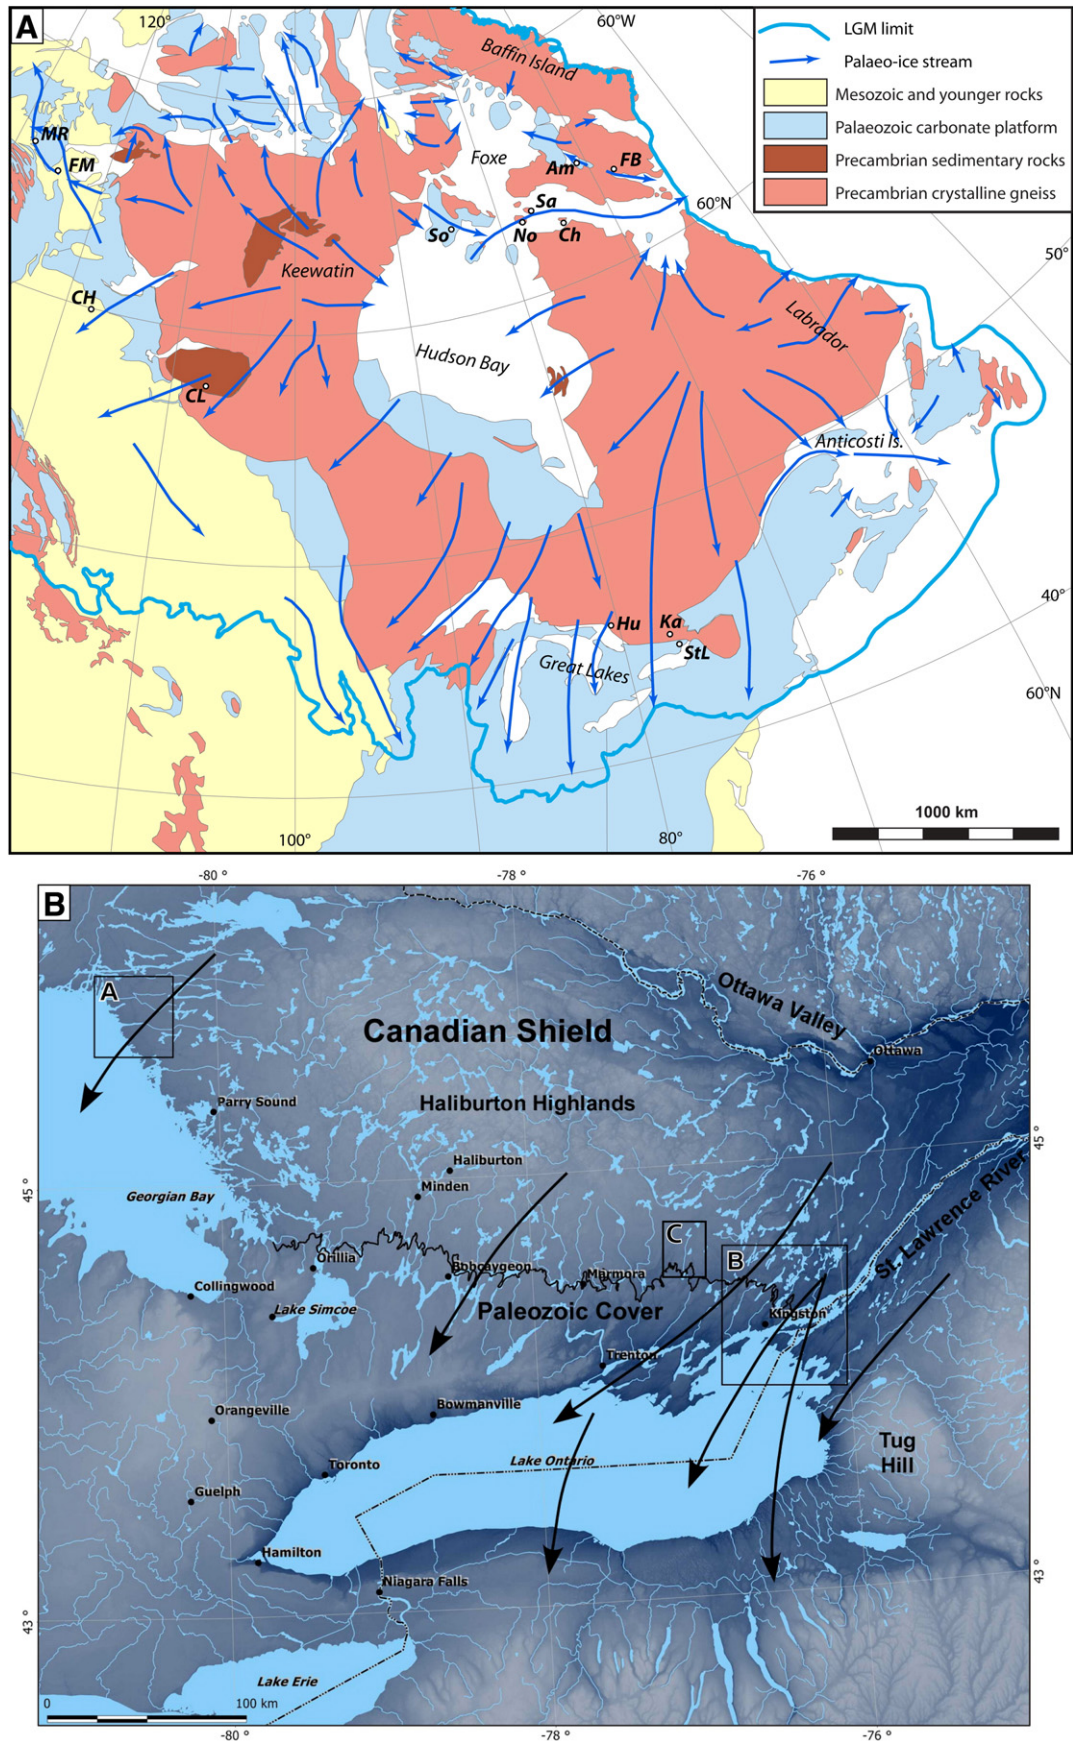 A
120°
60°W
LGM limit
Palaeo-ice stream
Mesozoic and younger rocks
Palaeozoic carbonate platform
Precambrian sedimentary rocks
Precambrian crystalline gneiss
Baffin Island
MR
FM
Foxe
Am
FB
Sa
60°N
So
No
Ch
50°
Keewatin
CH
Labrador
Hudson Bay
CL
Anticosti Is.
40°
Hu
Ka
StL
Great Lakes
60°N
1000 km
100°
80°
B
-80 °
-78 °
-76 °
A
Ottawa Valley
Canadian Shield
Ottawa
Haliburton Highlands
Parry Sound
45 °
Haliburton
Minden
45 °
Georgian Bay
St. Lawrence River
C
B
Orillia
Bobcaygeon
Marmora
Collingwood
Lake Simcoe
Paleozoic Cover
Kingston
Trenton
Orangeville
Bowmanville
Tug
Hill
Toronto
Lake Ontario
Guelph
Hamilton
Niagara Falls
43 °
43 °
Lake Erie
0
100 km
-80 °
-78 °
-76 °